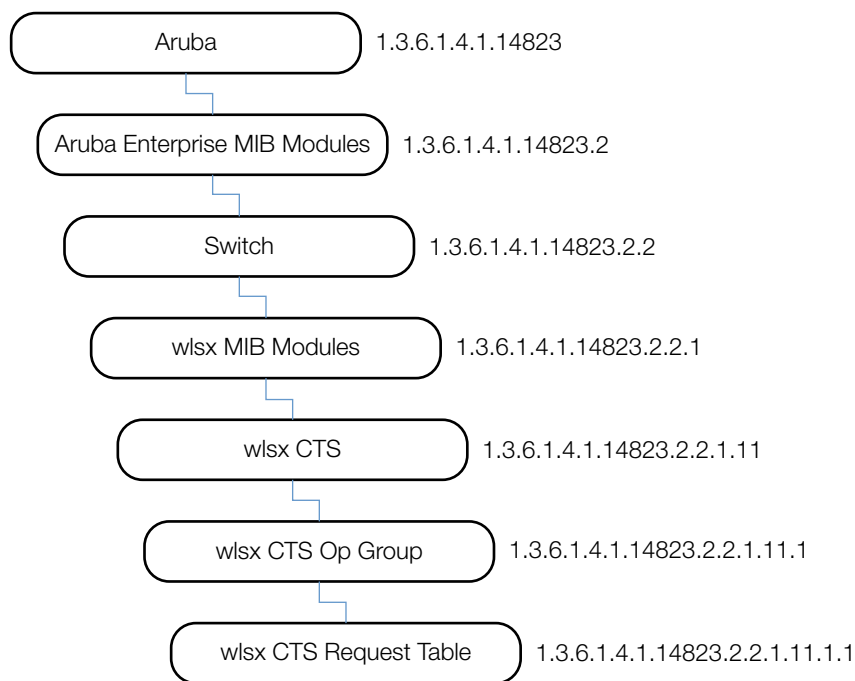 Aruba 1.3.6.1.4.1.14823
Aruba Enterprise MIB Modules 1.3.6.1.4.1.14823.2
Switch 1.3.6.1.4.1.14823.2.2
wlsx MIB Modules 1.3.6.1.4.1.14823.2.2.1
wlsx CTS 1.3.6.1.4.1.14823.2.2.1.11
wlsx CTS Op Group 1.3.6.1.4.1.14823.2.2.1.11.1
wlsx CTS Request Table 1.3.6.1.4.1.14823.2.2.1.11.1.1